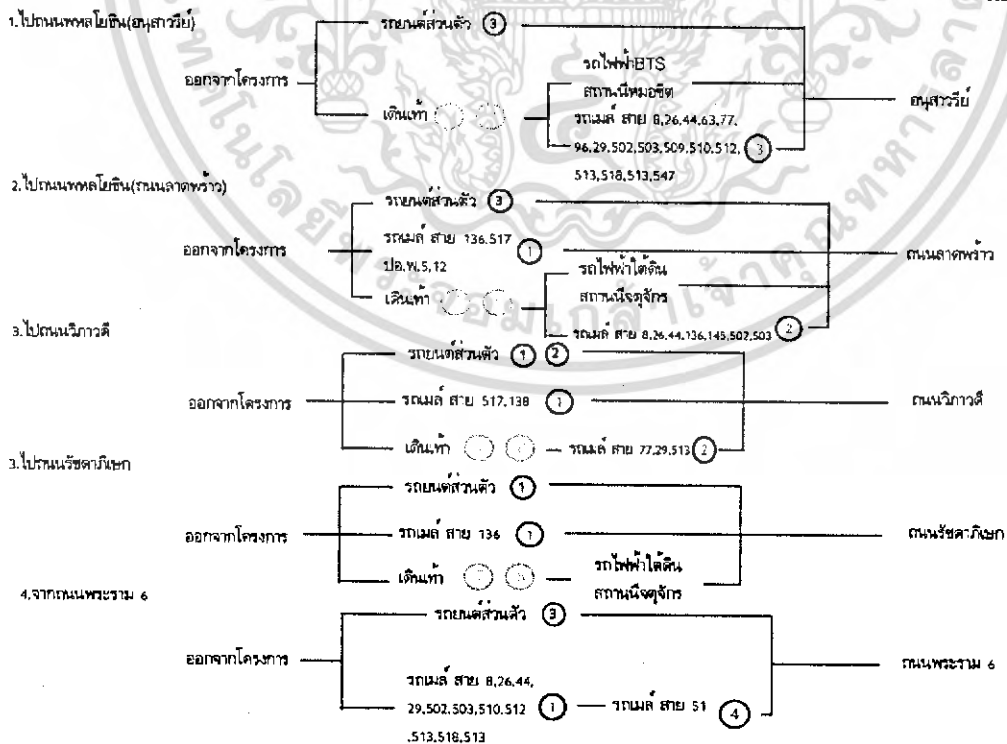 1.ไปถนนพหลโยธิน(อนุสาวรีย์)
รถยนต์ส่วนตัว 3
ออกจากโครงการ
รถไฟฟ้าBTS
สถานนีหมอชิต
อนุสาวรีย์
เดินเท้า
รถเมล์ สาย 8,26,44,63,77,
96,29,502,503,509,510,512, 3
513,518,513,547
2.ไปถนนพหลโยธิน(ถนนลาดพร้าว)
รถยนต์ส่วนตัว 3
ออกจากโครงการ
รถเมล์ สาย 136,517 1
ปอ.พ.5,12
ถนนลาดพร้าว
รถไฟฟ้าใต้ดิน
สถานนีจตุจักร
เดินเท้า
รถเมล์ สาย 8,26,44,136,145,502,503 2
3.ไปถนนวิภาวดี
รถยนต์ส่วนตัว 1 2
ออกจากโครงการ
รถเมล์ สาย 517,138 1
ถนนวิภาวดี
เดินเท้า
รถเมล์ สาย 77,29,513 2
3.ไปถนนรัชดาภิเษก
รถยนต์ส่วนตัว 1
ออกจากโครงการ
รถเมล์ สาย 136 1
ถนนรัชดาภิเษก
เดินเท้า
รถไฟฟ้าใต้ดิน
สถานนีจตุจักร
4.จากถนนพระราม 6
รถยนต์ส่วนตัว 3
ออกจากโครงการ
ถนนพระราม 6
รถเมล์ สาย 8,26,44,
29,502,503,510,512 1 รถเมล์ สาย 51 4
,513,518,513